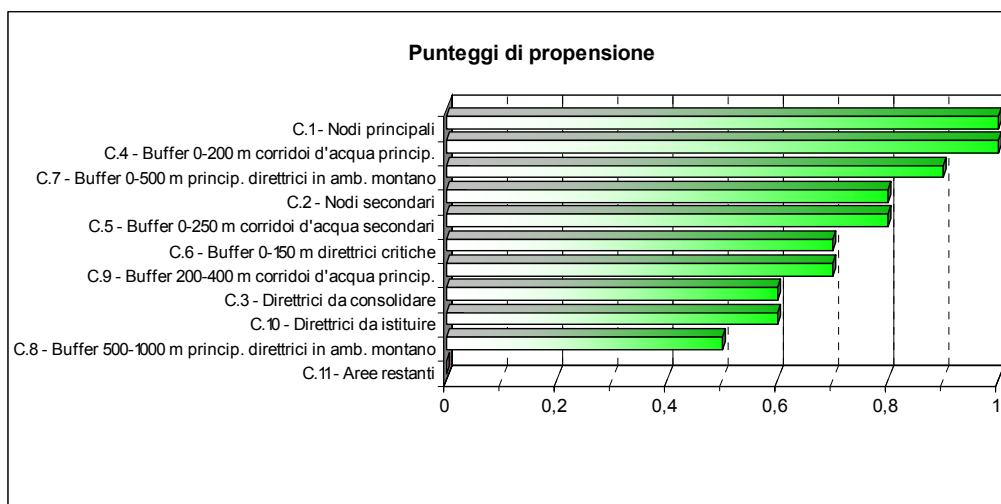 Punteggi di propensione
C.1 - Nodi principali
C.4 - Buffer 0-200 m corridoi d'acqua princip.
C.7 - Buffer 0-500 m princip. direttrici in amb. montano
C.2 - Nodi secondari
C.5 - Buffer 0-250 m corridoi d'acqua secondari
C.6 - Buffer 0-150 m direttrici critiche
C.9 - Buffer 200-400 m corridoi d'acqua princip.
C.3 - Direttrici da consolidare
C.10 - Direttrici da istituire
C.8 - Buffer 500-1000 m princip. direttrici in amb. montano
C.11 - Aree restanti
0 0,2 0,4 0,6 0,8 1